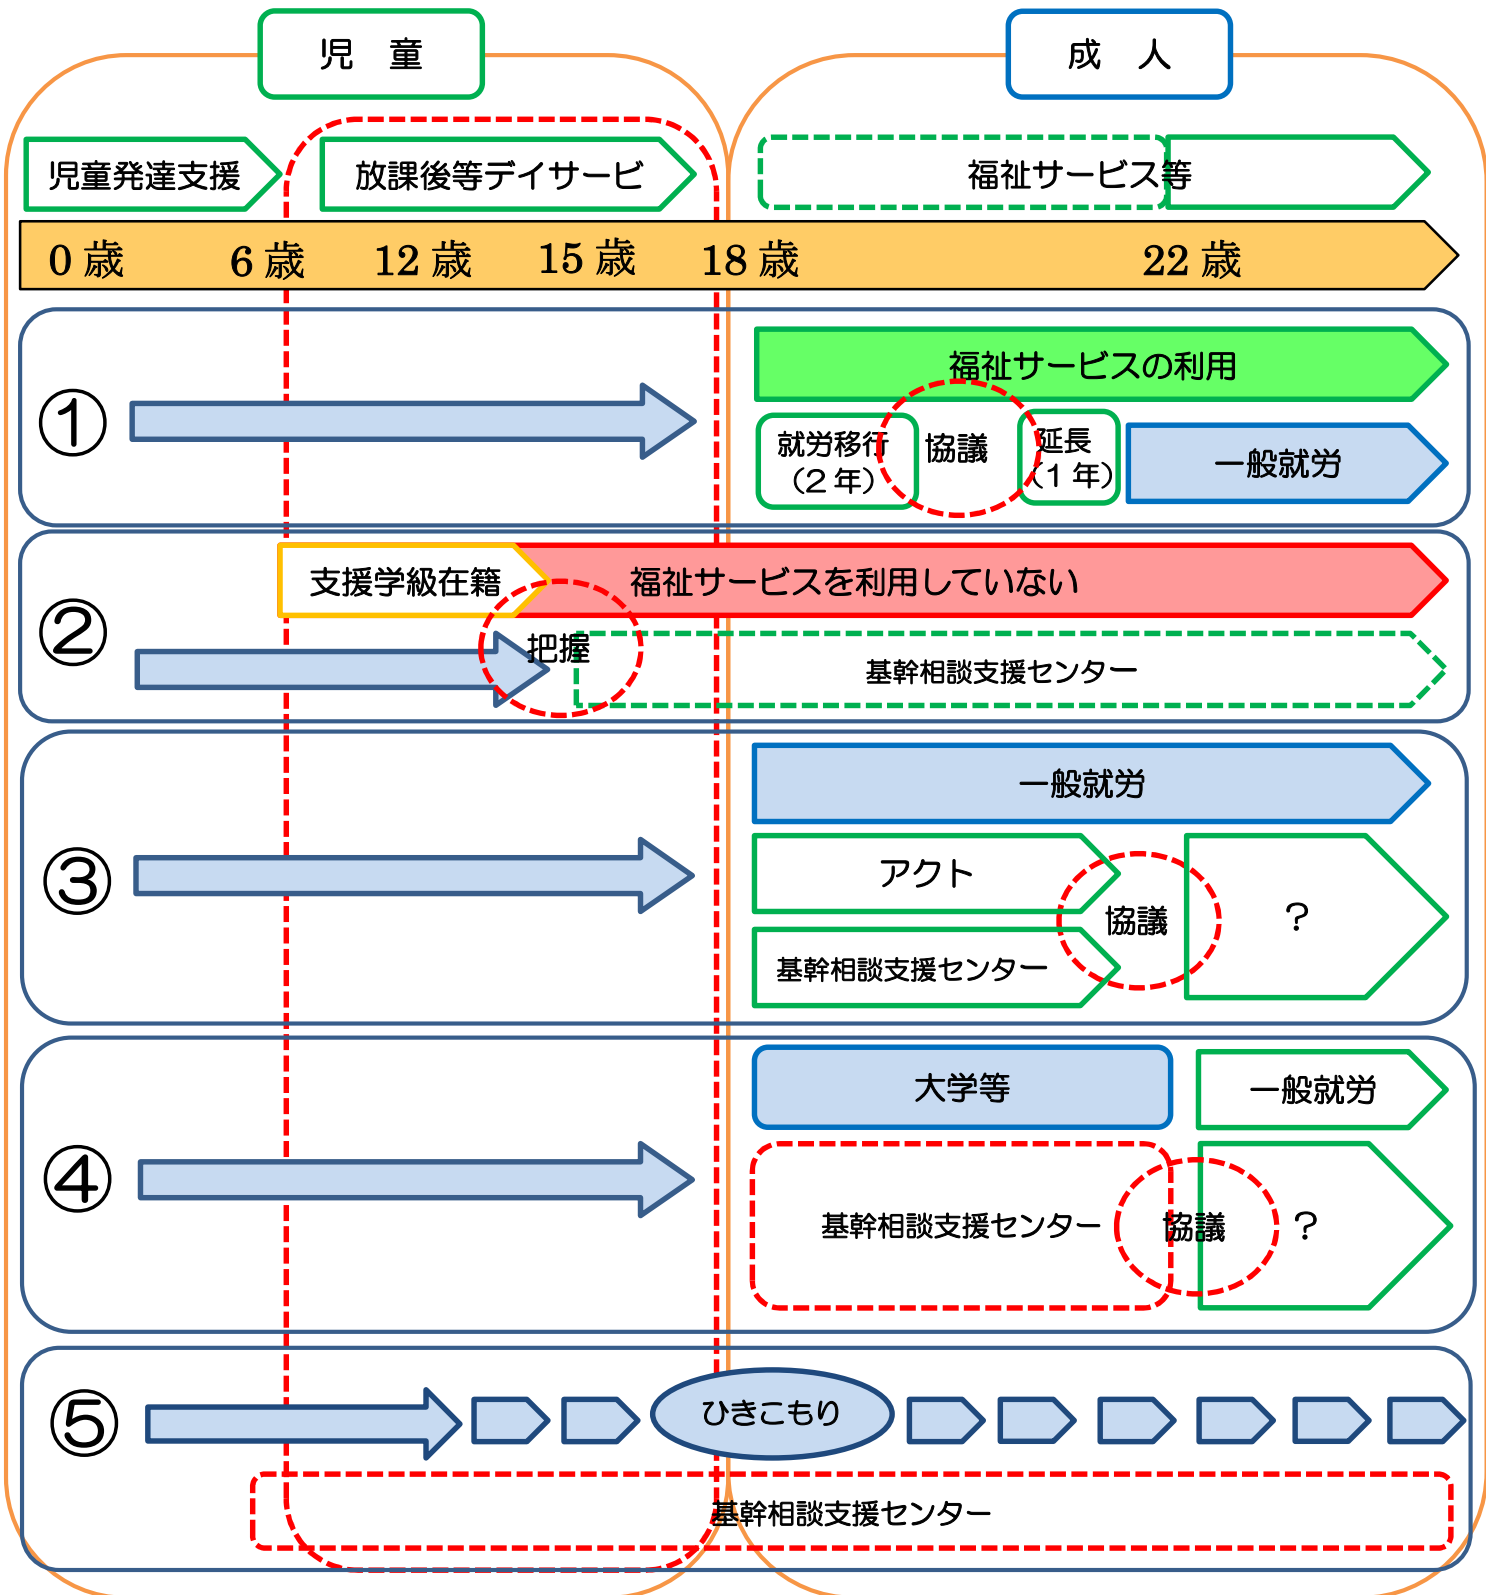 児　童
成　人
児童発達支援
放課後等デイサービ
福祉サービス等
0 歳
6 歳
12 歳
15 歳
18 歳
22 歳
①
福祉サービスの利用
就労移行
（２年）
協議
延長
（１年）
一般就労
②
支援学級在籍
福祉サービスを利用していない
把握
基幹相談支援センター
③
一般就労
アクト
協議
？
基幹相談支援センター
④
大学等
一般就労
基幹相談支援センター
協議
？
⑤
ひきこもり
基幹相談支援センター